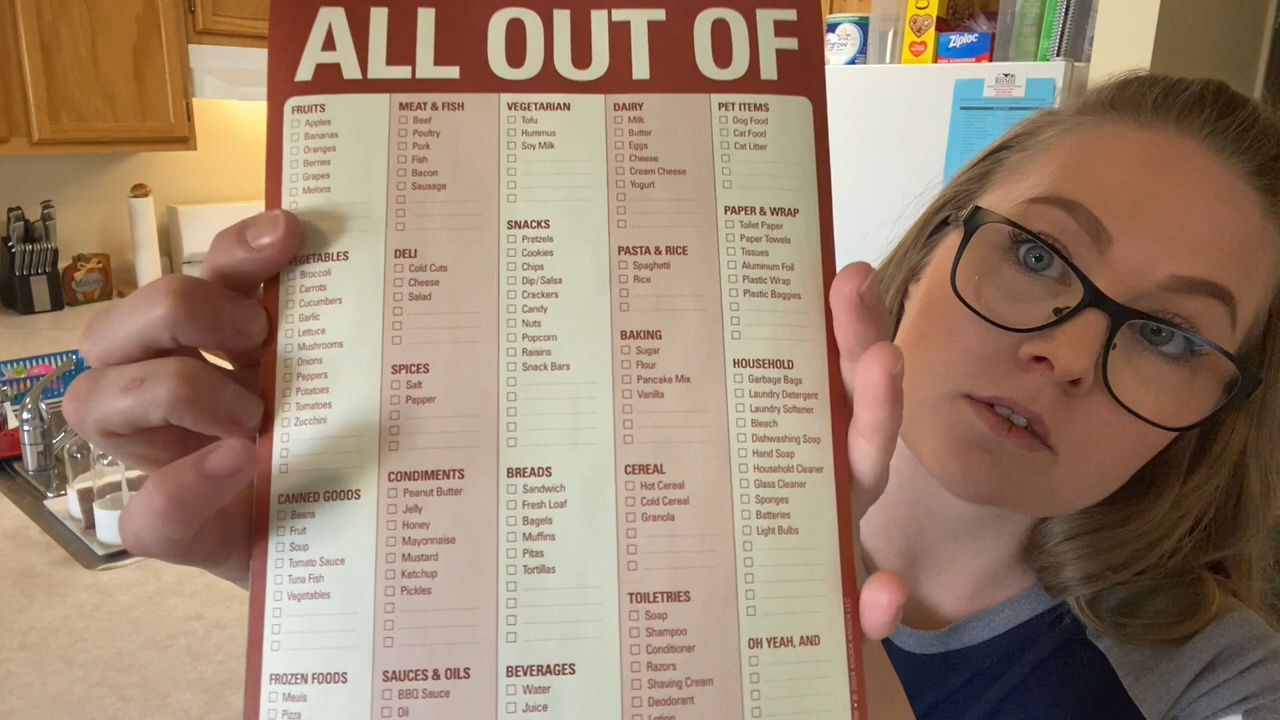 ALL OUT OF
FRUITS
Apples
Bananas
Oranges
Berries
Grapes
Melons
VEGETABLES
Broccoli
Carrots
Cucumbers
Garlic
Lettuce
Mushrooms
Onions
Peppers
Potatoes
Tomatoes
Zucchini
CANNED GOODS
Beans
Fruit
Soup
Tomato Sauce
Tuna Fish
Vegetables
FROZEN FOODS
Meals
Pizza
MEAT & FISH
Beef
Poultry
Pork
Fish
Bacon
Sausage
DELI
Cold Cuts
Cheese
Salad
SPICES
Salt
Pepper
CONDIMENTS
Peanut Butter
Jelly
Honey
Mayonnaise
Mustard
Ketchup
Pickles
SAUCES & OILS
BBQ Sauce
Oil
VEGETARIAN
Tofu
Hummus
Soy Milk
SNACKS
Pretzels
Cookies
Chips
Dip/Salsa
Crackers
Candy
Nuts
Popcorn
Raisins
Snack Bars
BREADS
Sandwich
Fresh Loaf
Bagels
Muffins
Pitas
Tortillas
BEVERAGES
Water
Juice
DAIRY
Milk
Butter
Eggs
Cheese
Cream Cheese
Yogurt
PASTA & RICE
Spaghetti
Rice
BAKING
Sugar
Flour
Pancake Mix
Vanilla
CEREAL
Hot Cereal
Cold Cereal
Granola
TOILETRIES
Soap
Shampoo
Conditioner
Razors
Shaving Cream
Deodorant
Lotion
PET ITEMS
Dog Food
Cat Food
Cat Litter
PAPER & WRAP
Toilet Paper
Paper Towels
Tissues
Aluminum Foil
Plastic Wrap
Plastic Baggies
HOUSEHOLD
Garbage Bags
Laundry Detergent
Laundry Softener
Bleach
Dishwashing Soap
Hand Soap
Household Cleaner
Glass Cleaner
Sponges
Batteries
Light Bulbs
OH YEAH, AND
grow
Ziploc